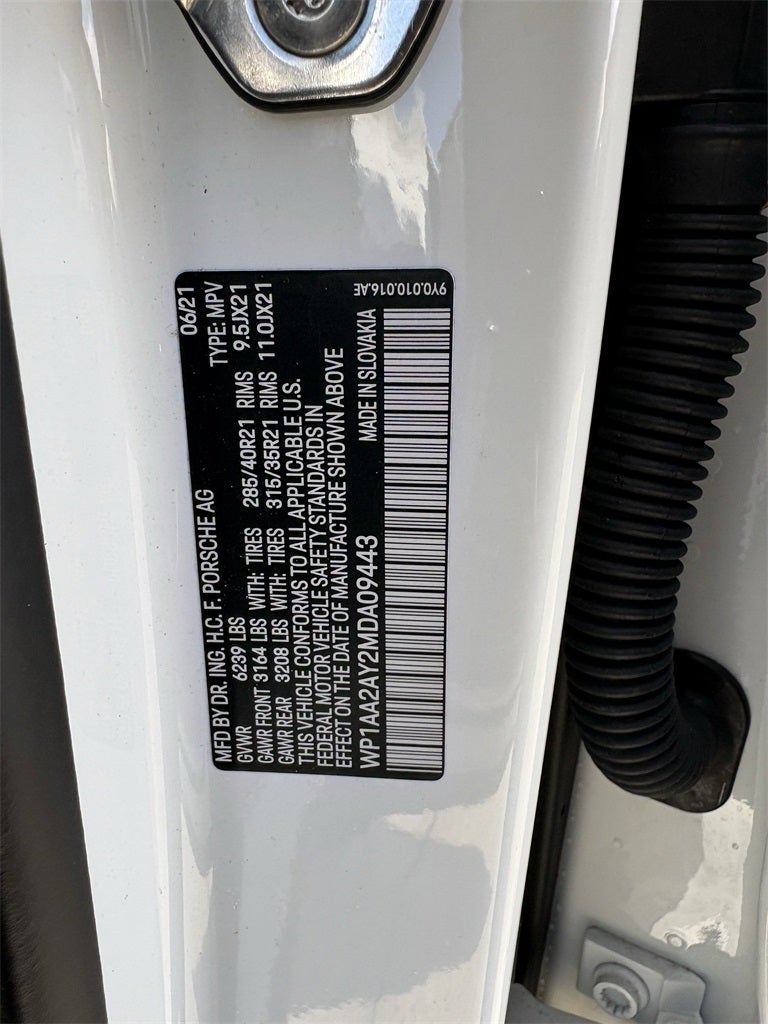 MFD BY DR. ING. H.C. F. PORSCHE AG 06/21
GVWR 6239 LBS TYPE: MPV
GAWR FRONT 3164 LBS WITH: TIRES 285/40R21 RIMS 9.5JX21
GAWR REAR 3208 LBS WITH: TIRES 315/35R21 RIMS 11.0JX21
THIS VEHICLE CONFORMS TO ALL APPLICABLE U.S.
FEDERAL MOTOR VEHICLE SAFETY STANDARDS IN
EFFECT ON THE DATE OF MANUFACTURE SHOWN ABOVE
WP1AA2AY2MDA09443 MADE IN SLOVAKIA
9Y0.010.016.AE